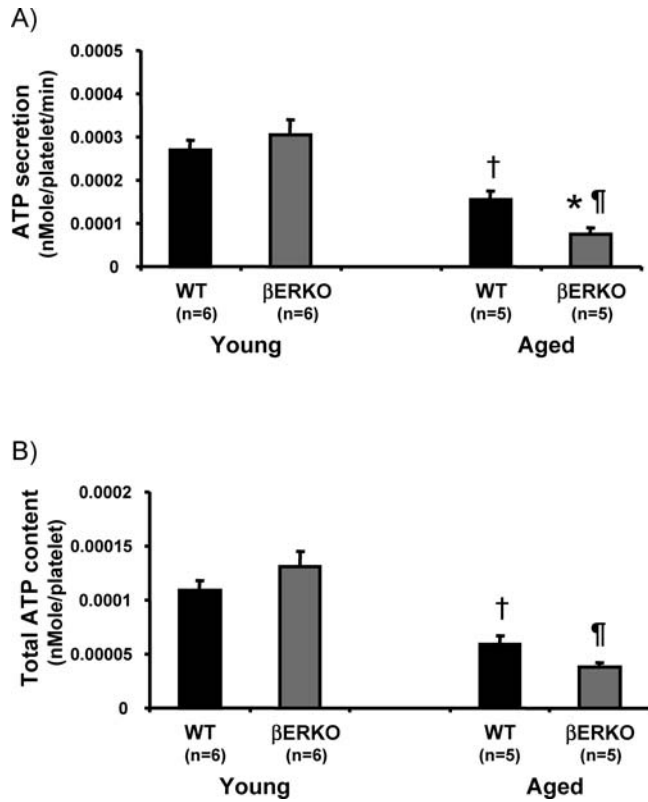 A)
ATP secretion
(nMole/platelet/min)
0.0005
0.0004
0.0003
0.0002
0.0001
0
†
* ¶
WT βERKO WT βERKO
(n=6) (n=6) (n=5) (n=5)
Young Aged
B)
Total ATP content
(nMole/platelet)
0.0002
0.00015
0.0001
0.00005
0
†
¶
WT βERKO WT βERKO
(n=6) (n=6) (n=5) (n=5)
Young Aged